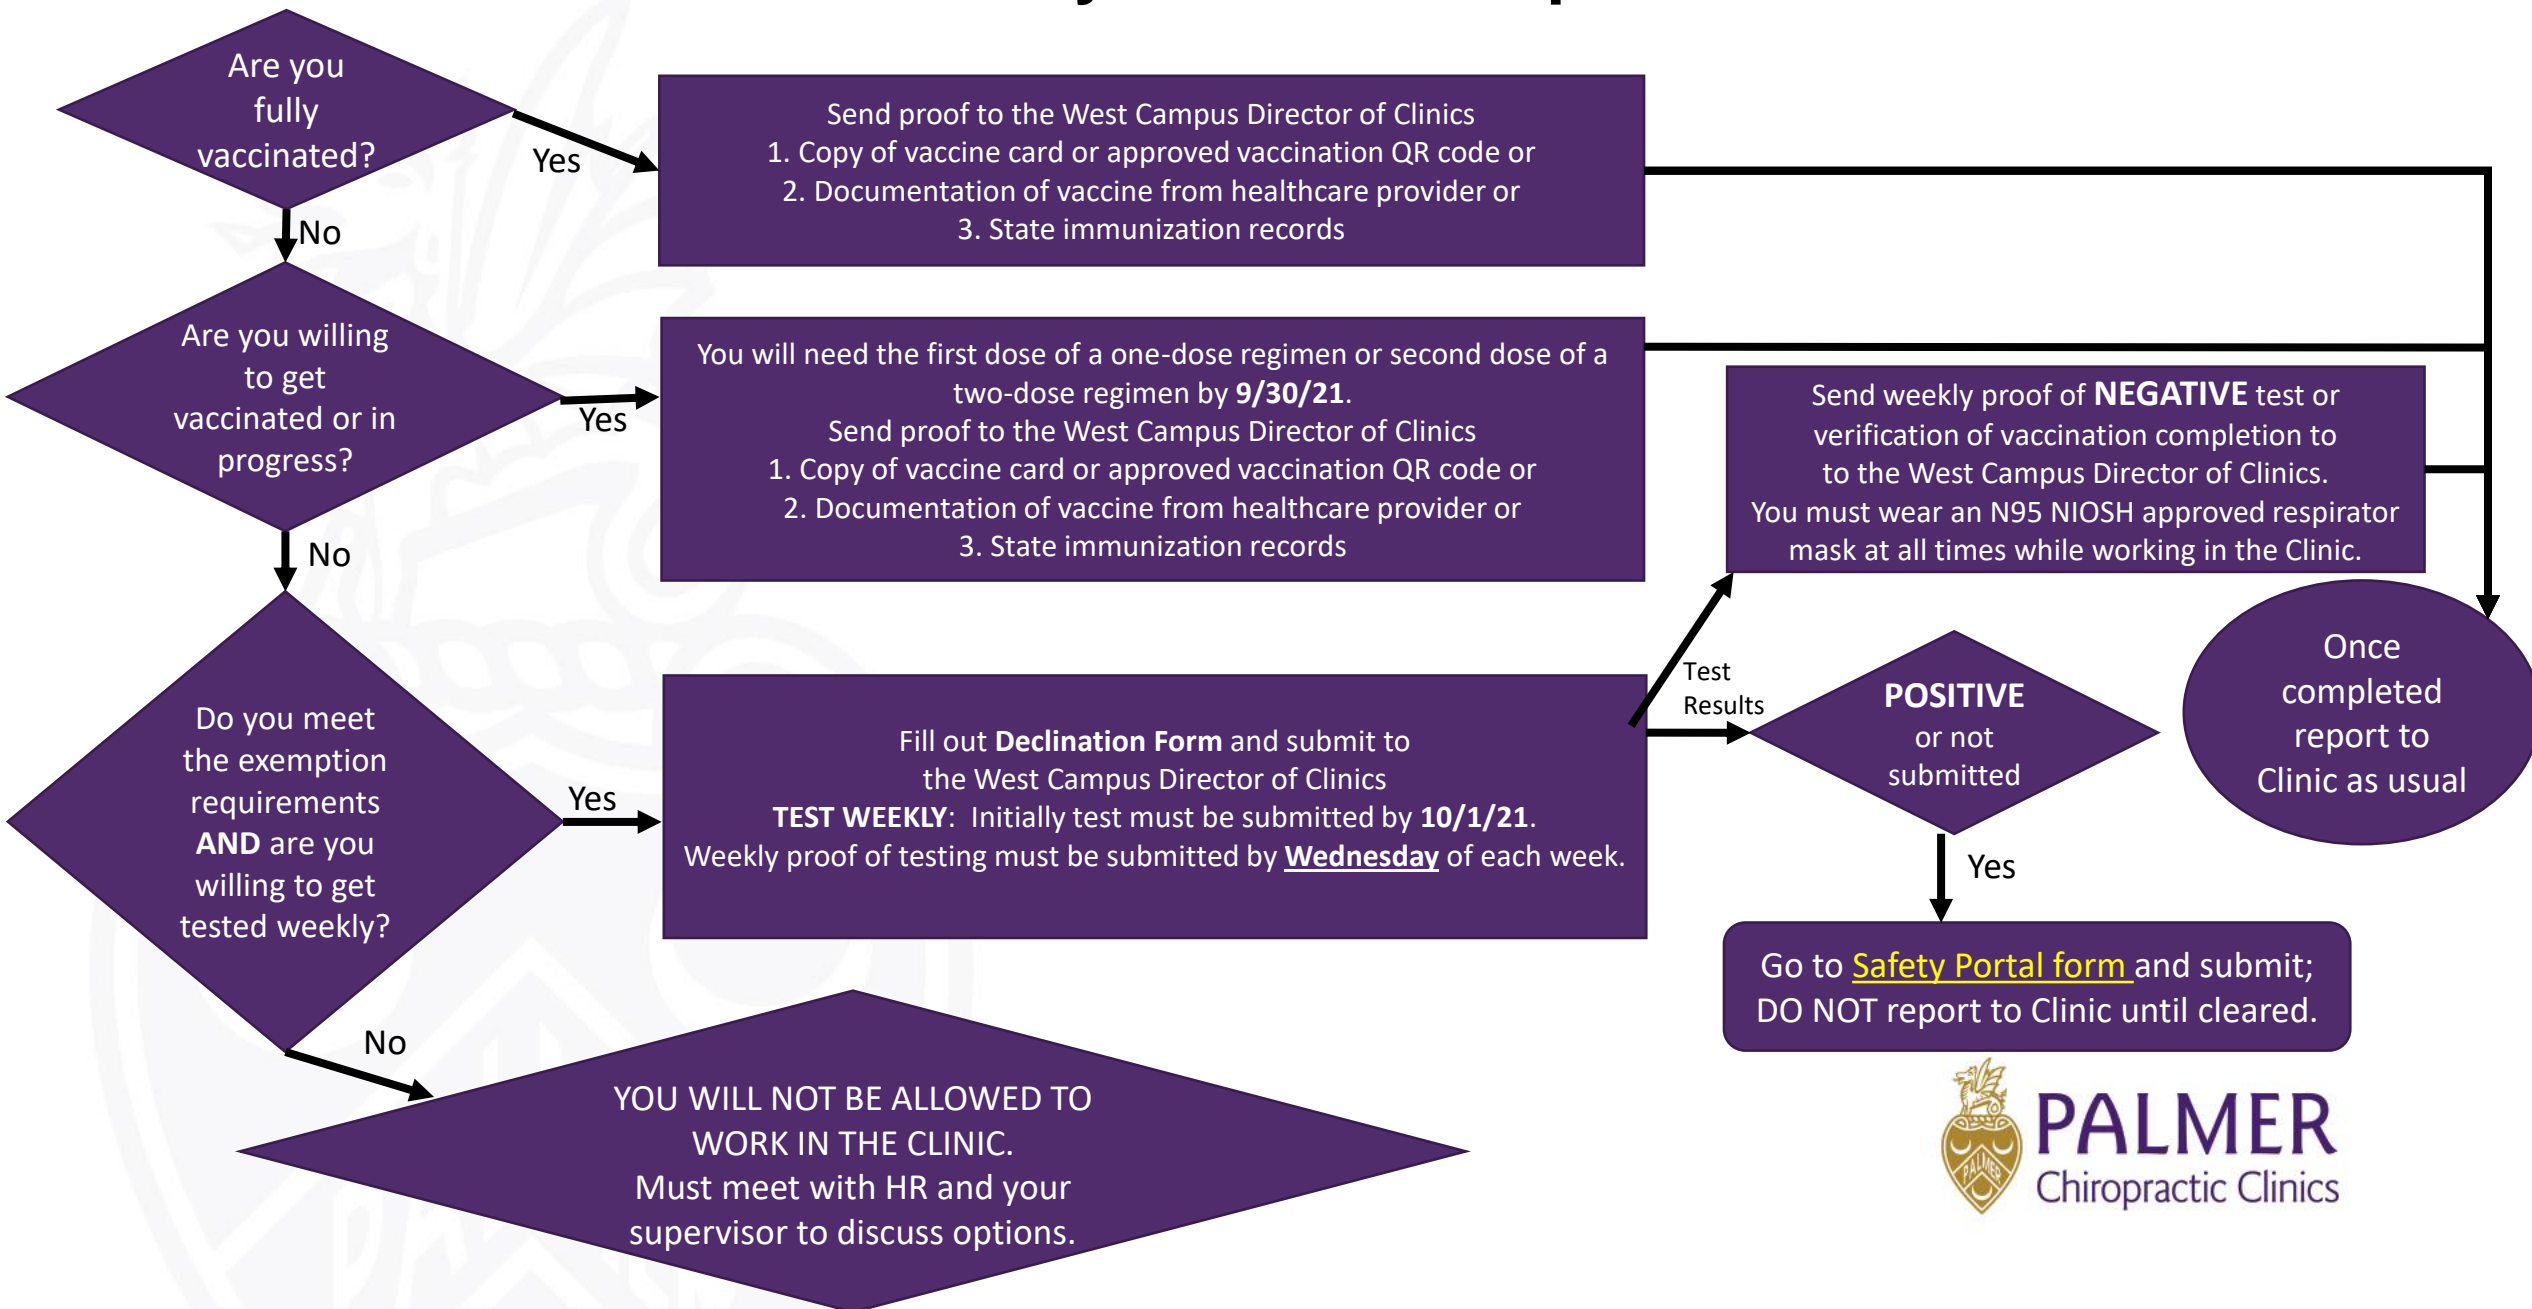 Are you
fully
vaccinated?
Yes
Send proof to the West Campus Director of Clinics
1. Copy of vaccine card or approved vaccination QR code or
2. Documentation of vaccine from healthcare provider or
3. State immunization records
No
Are you willing
to get
vaccinated or in
progress?
Yes
You will need the first dose of a one-dose regimen or second dose of a
two-dose regimen by 9/30/21.
Send proof to the West Campus Director of Clinics
1. Copy of vaccine card or approved vaccination QR code or
2. Documentation of vaccine from healthcare provider or
3. State immunization records
Send weekly proof of NEGATIVE test or
verification of vaccination completion to
to the West Campus Director of Clinics.
You must wear an N95 NIOSH approved respirator
mask at all times while working in the Clinic.
No
Do you meet
the exemption
requirements
AND are you
willing to get
tested weekly?
Yes
Fill out Declination Form and submit to
the West Campus Director of Clinics
TEST WEEKLY: Initially test must be submitted by 10/1/21.
Weekly proof of testing must be submitted by Wednesday of each week.
Test
Results
POSITIVE
or not
submitted
Once
completed
report to
Clinic as usual
Yes
Go to Safety Portal form and submit;
DO NOT report to Clinic until cleared.
No
YOU WILL NOT BE ALLOWED TO
WORK IN THE CLINIC.
Must meet with HR and your
supervisor to discuss options.
PALMER
PALMER
Chiropractic Clinics